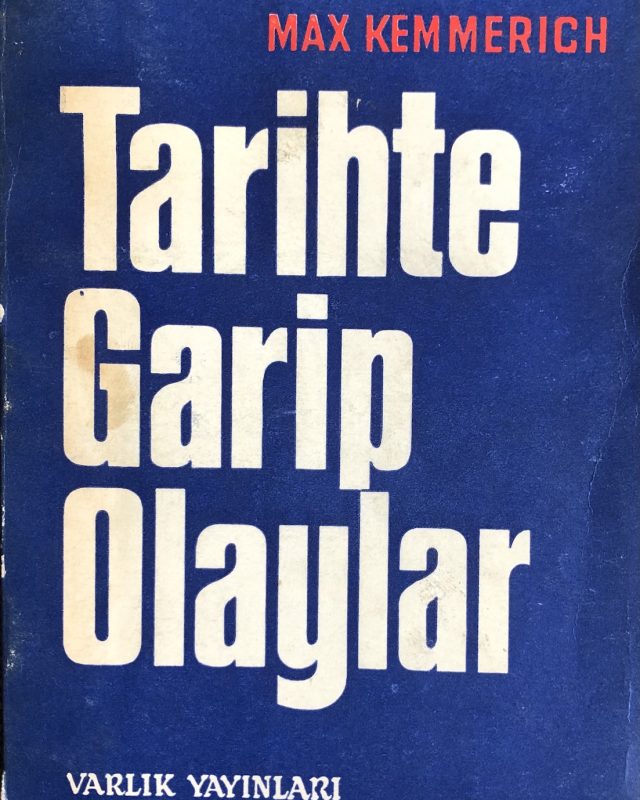 MAX KEMMERICH
Tarihte
Garip
Olaylar
VARLIK YAYINLARI